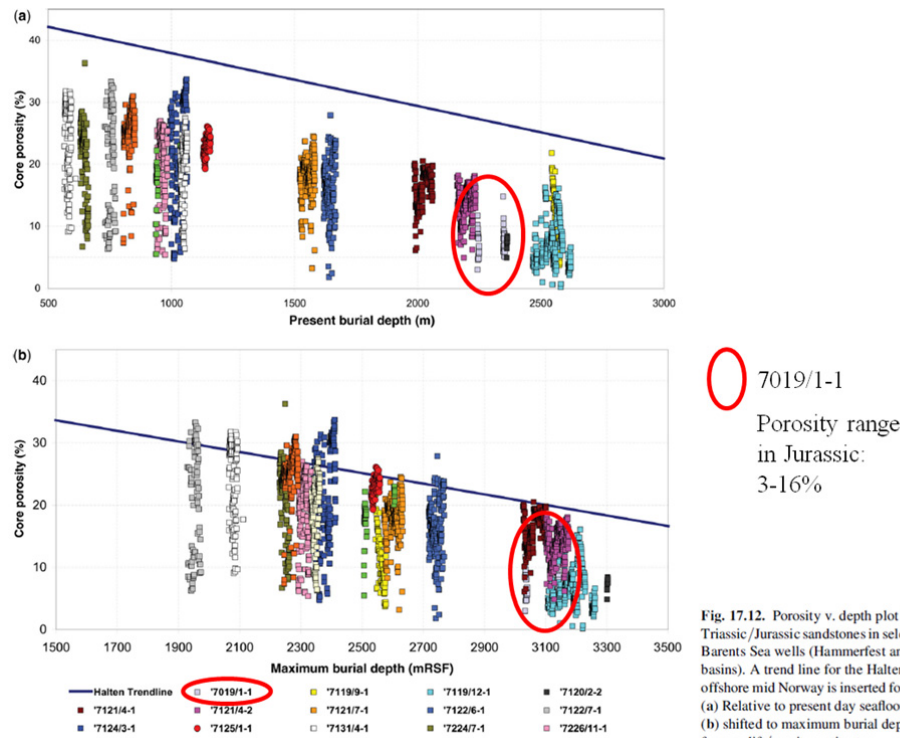 (a)
40
30
20
10
0
Core porosity (%)
500 1000 1500 2000 2500 3000
Present burial depth (m)
(b)
40
30
20
10
0
Core porosity (%)
1500 1700 1900 2100 2300 2500 2700 2900 3100 3300 3500
Maximum burial depth (mRSF)
Halten Trendline '7019/1-1 '7119/9-1 '7119/12-1 '7120/2-2
'7121/4-1 '7121/4-2 '7121/7-1 '7122/6-1 '7122/7-1
'7124/3-1 '7125/1-1 '7131/4-1 '7224/7-1 '7226/11-1
7019/1-1
Porosity range
in Jurassic:
3-16%
Fig. 17.12. Porosity v. depth plot
Triassic/Jurassic sandstones in sele
Barents Sea wells (Hammerfest an
basins). A trend line for the Halten
offshore mid Norway is inserted fo
(a) Relative to present day seafloo
(b) shifted to maximum burial dep